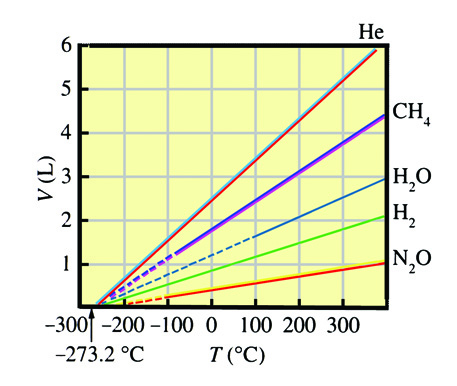 He
6
5
4
3
2
1
V (L)
CH₄
H₂O
H₂
N₂O
–300 –200 –100 0 100 200 300
–273.2 °C
T (°C)